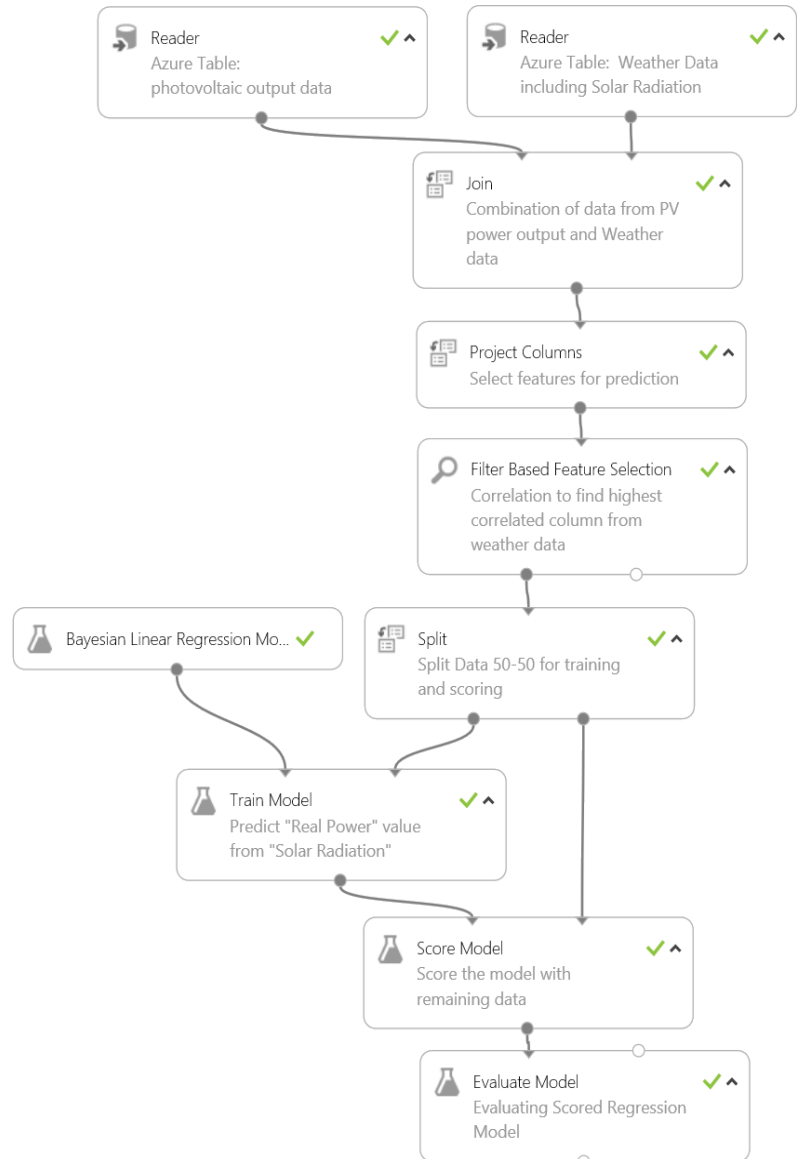 Reader
Azure Table:
photovoltaic output data
Reader
Azure Table:  Weather Data
including Solar Radiation
Join
Combination of data from PV
power output and Weather
data
Project Columns
Select features for prediction
Filter Based Feature Selection
Correlation to find highest
correlated column from
weather data
Bayesian Linear Regression Mo...
Split
Split Data 50-50 for training
and scoring
Train Model
Predict "Real Power" value
from "Solar Radiation"
Score Model
Score the model with
remaining data
Evaluate Model
Evaluating Scored Regression
Model